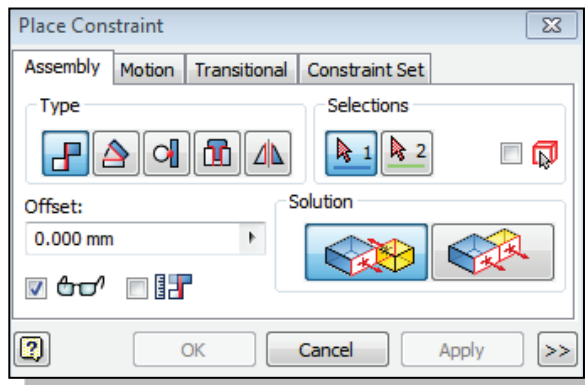 Place Constraint
Assembly Motion Transitional Constraint Set
Type Selections
1 2
Offset: Solution
0.000 mm
? OK Cancel Apply >>